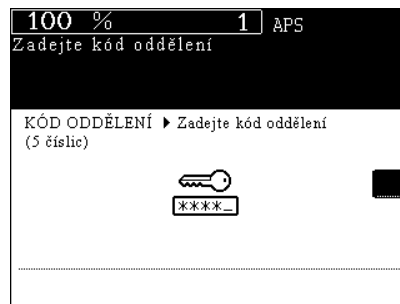 100 % 1 APS
Zadejte kód oddělení
KÓD ODDĚLENÍ ▶ Zadejte kód oddělení
(5 číslic)
****_